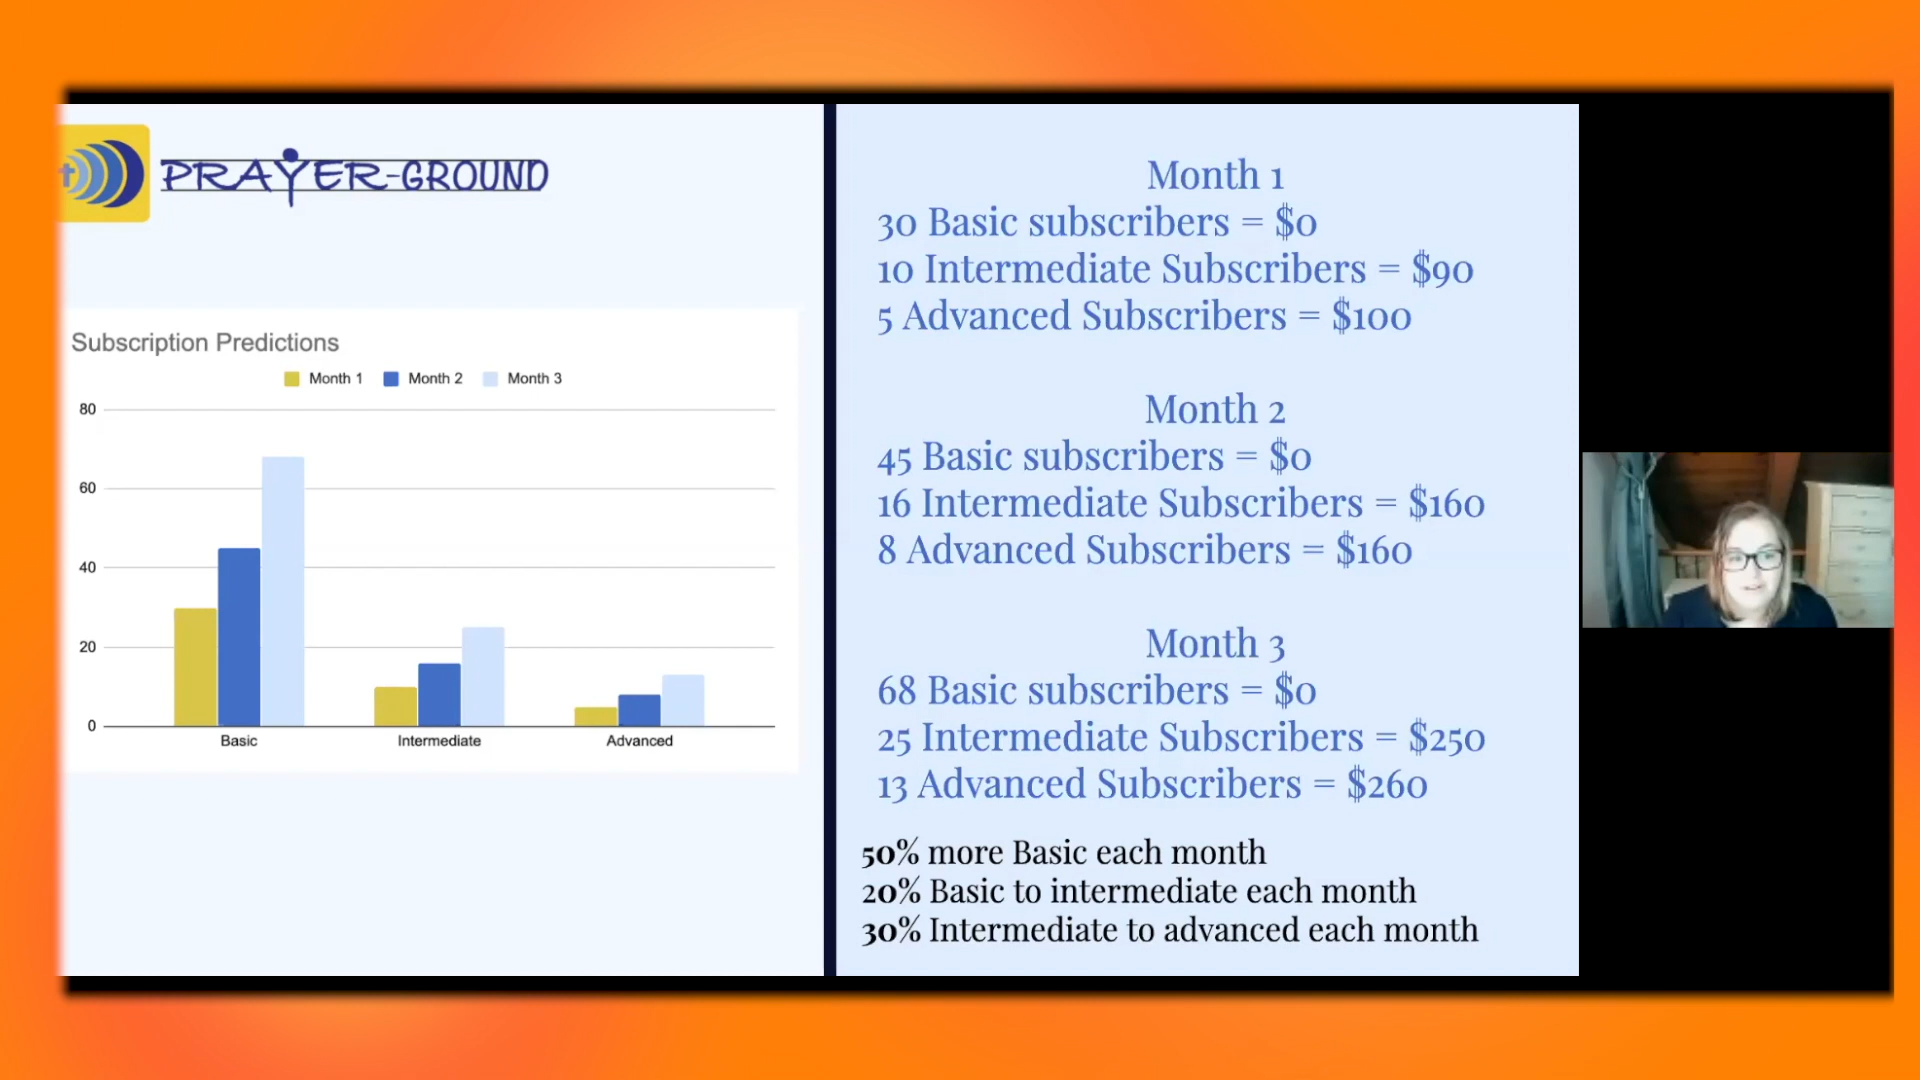 PRAYER-GROUND
Subscription Predictions
Month 1 Month 2 Month 3
80
60
40
20
0
Basic Intermediate Advanced
Month 1
30 Basic subscribers = $0
10 Intermediate Subscribers = $90
5 Advanced Subscribers = $100
Month 2
45 Basic subscribers = $0
16 Intermediate Subscribers = $160
8 Advanced Subscribers = $160
Month 3
68 Basic subscribers = $0
25 Intermediate Subscribers = $250
13 Advanced Subscribers = $260
50% more Basic each month
20% Basic to intermediate each month
30% Intermediate to advanced each month